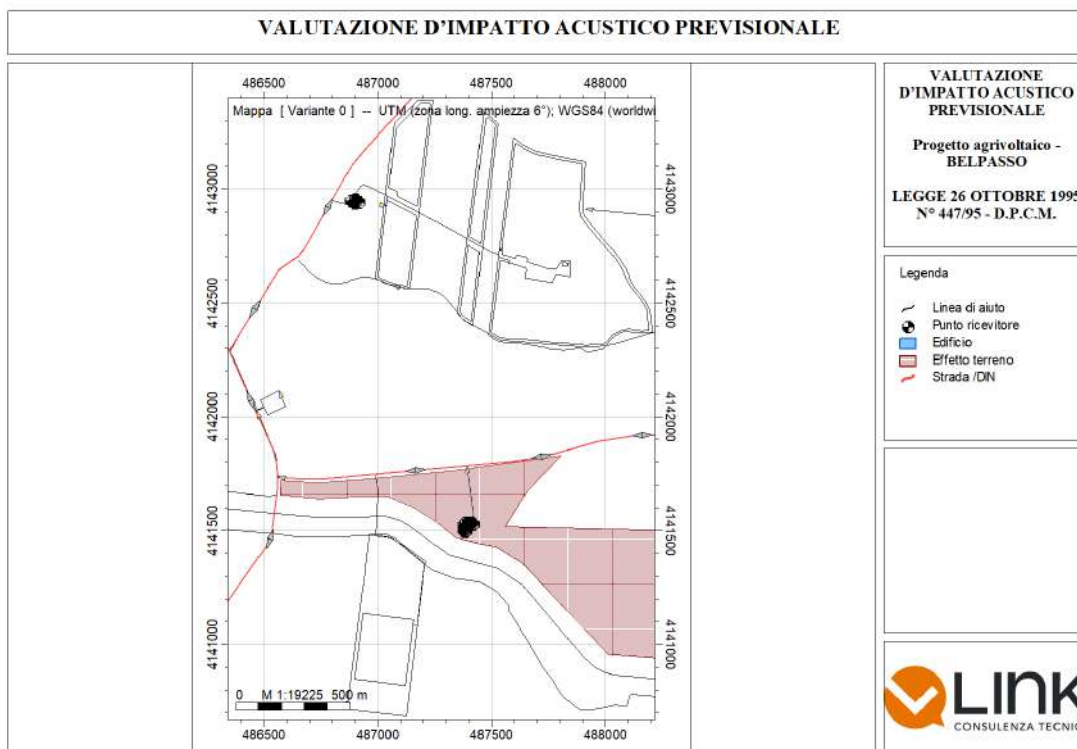 VALUTAZIONE D'IMPATTO ACUSTICO PREVISIONALE
486500 487000 487500 488000
Mappa [ Variante 0 ] -- UTM (zona long. ampiezza 6°); WGS84 (worldwi
4143000 4143000
4142500 4142500
4142000 4142000
4141500 4141500
4141000 4141000
0 M 1:19225 500 m
486500 487000 487500 488000
VALUTAZIONE
D'IMPATTO ACUSTICO
PREVISIONALE
Progetto agrivoltaico -
BELPASSO
LEGGE 26 OTTOBRE 1995
N° 447/95 - D.P.C.M.
Legenda
Linea di aiuto
Punto ricevitore
Edificio
Effetto terreno
Strada /DIN
LINK
CONSULENZA TECNIC